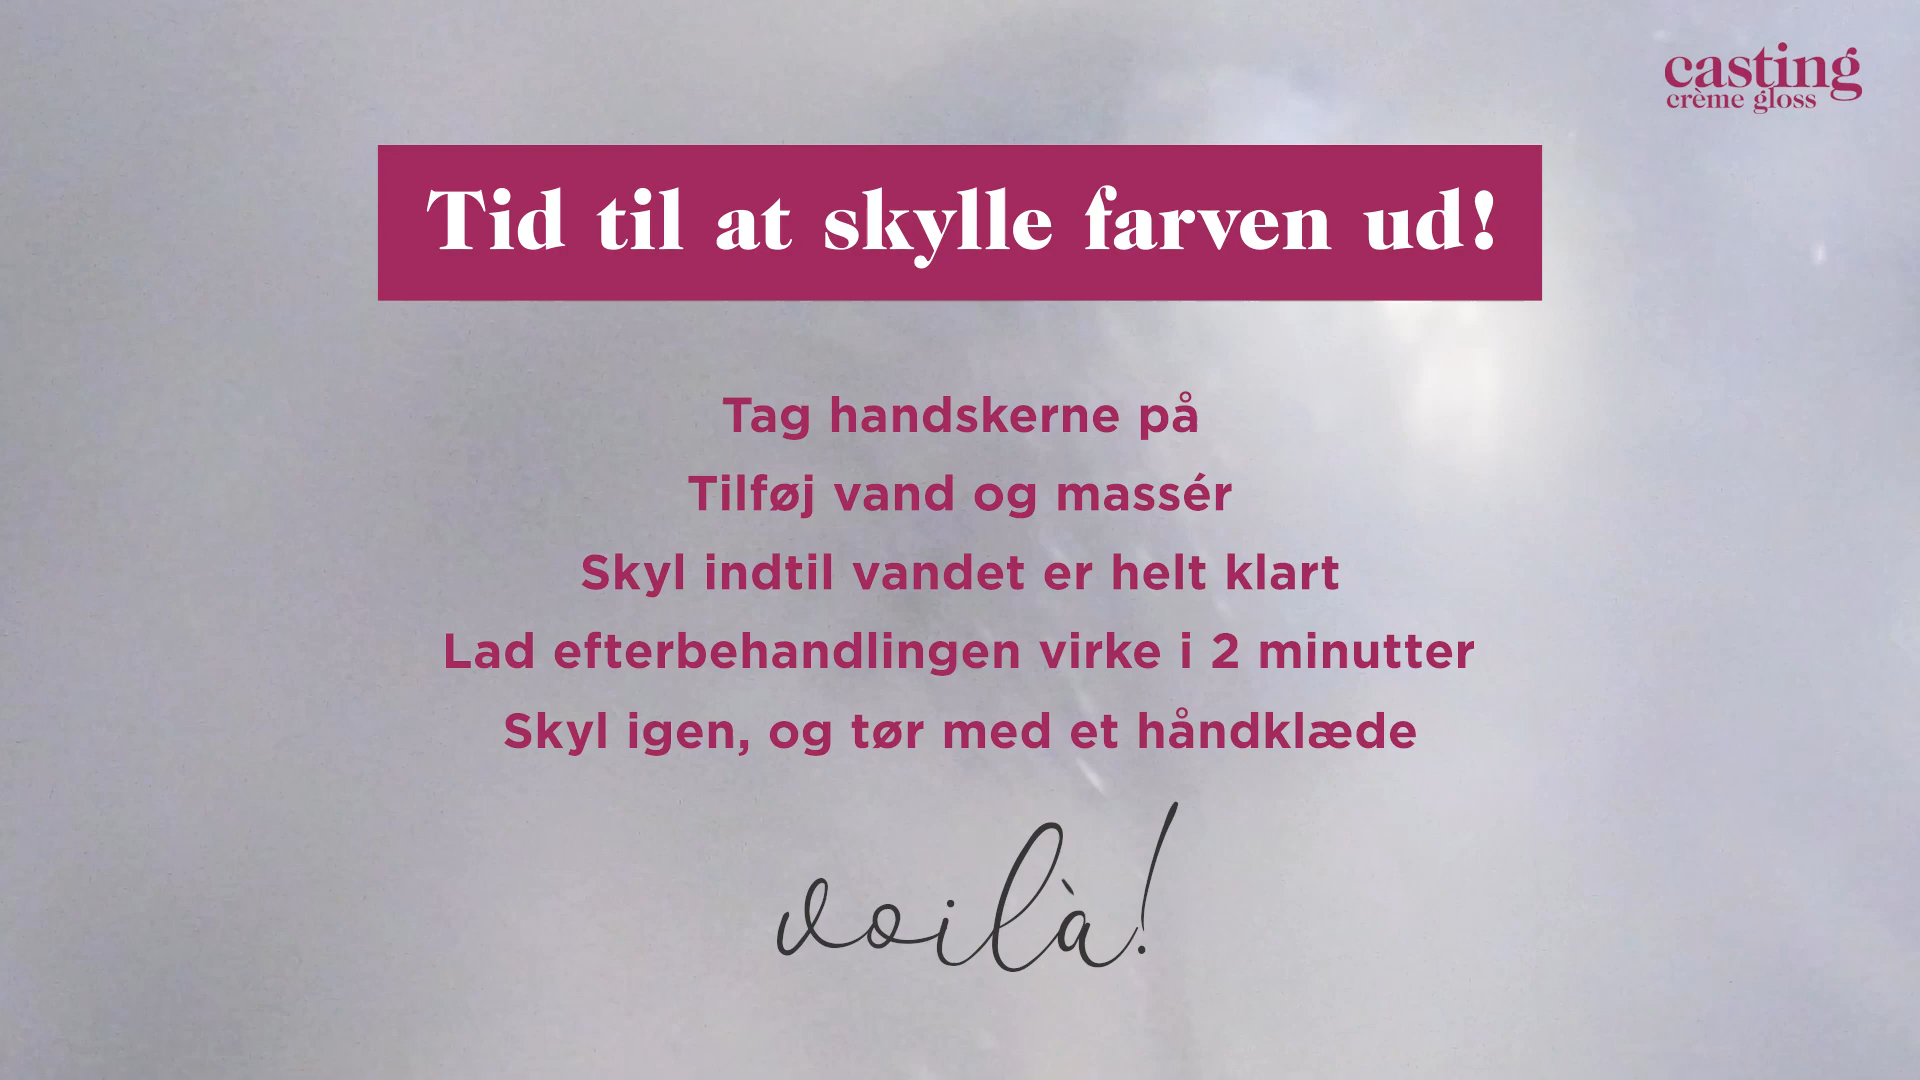 casting
crème gloss
Tid til at skylle farven ud!
Tag handskerne på
Tilføj vand og massér
Skyl indtil vandet er helt klart
Lad efterbehandlingen virke i 2 minutter
Skyl igen, og tør med et håndklæde
voilà!